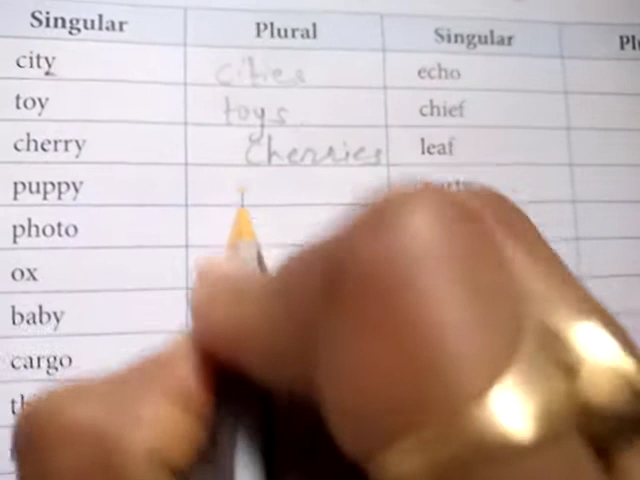 Singular Plural Singular
city cities echo
toy toys chief
cherry Cherries leaf
puppy
photo
ox
baby
cargo